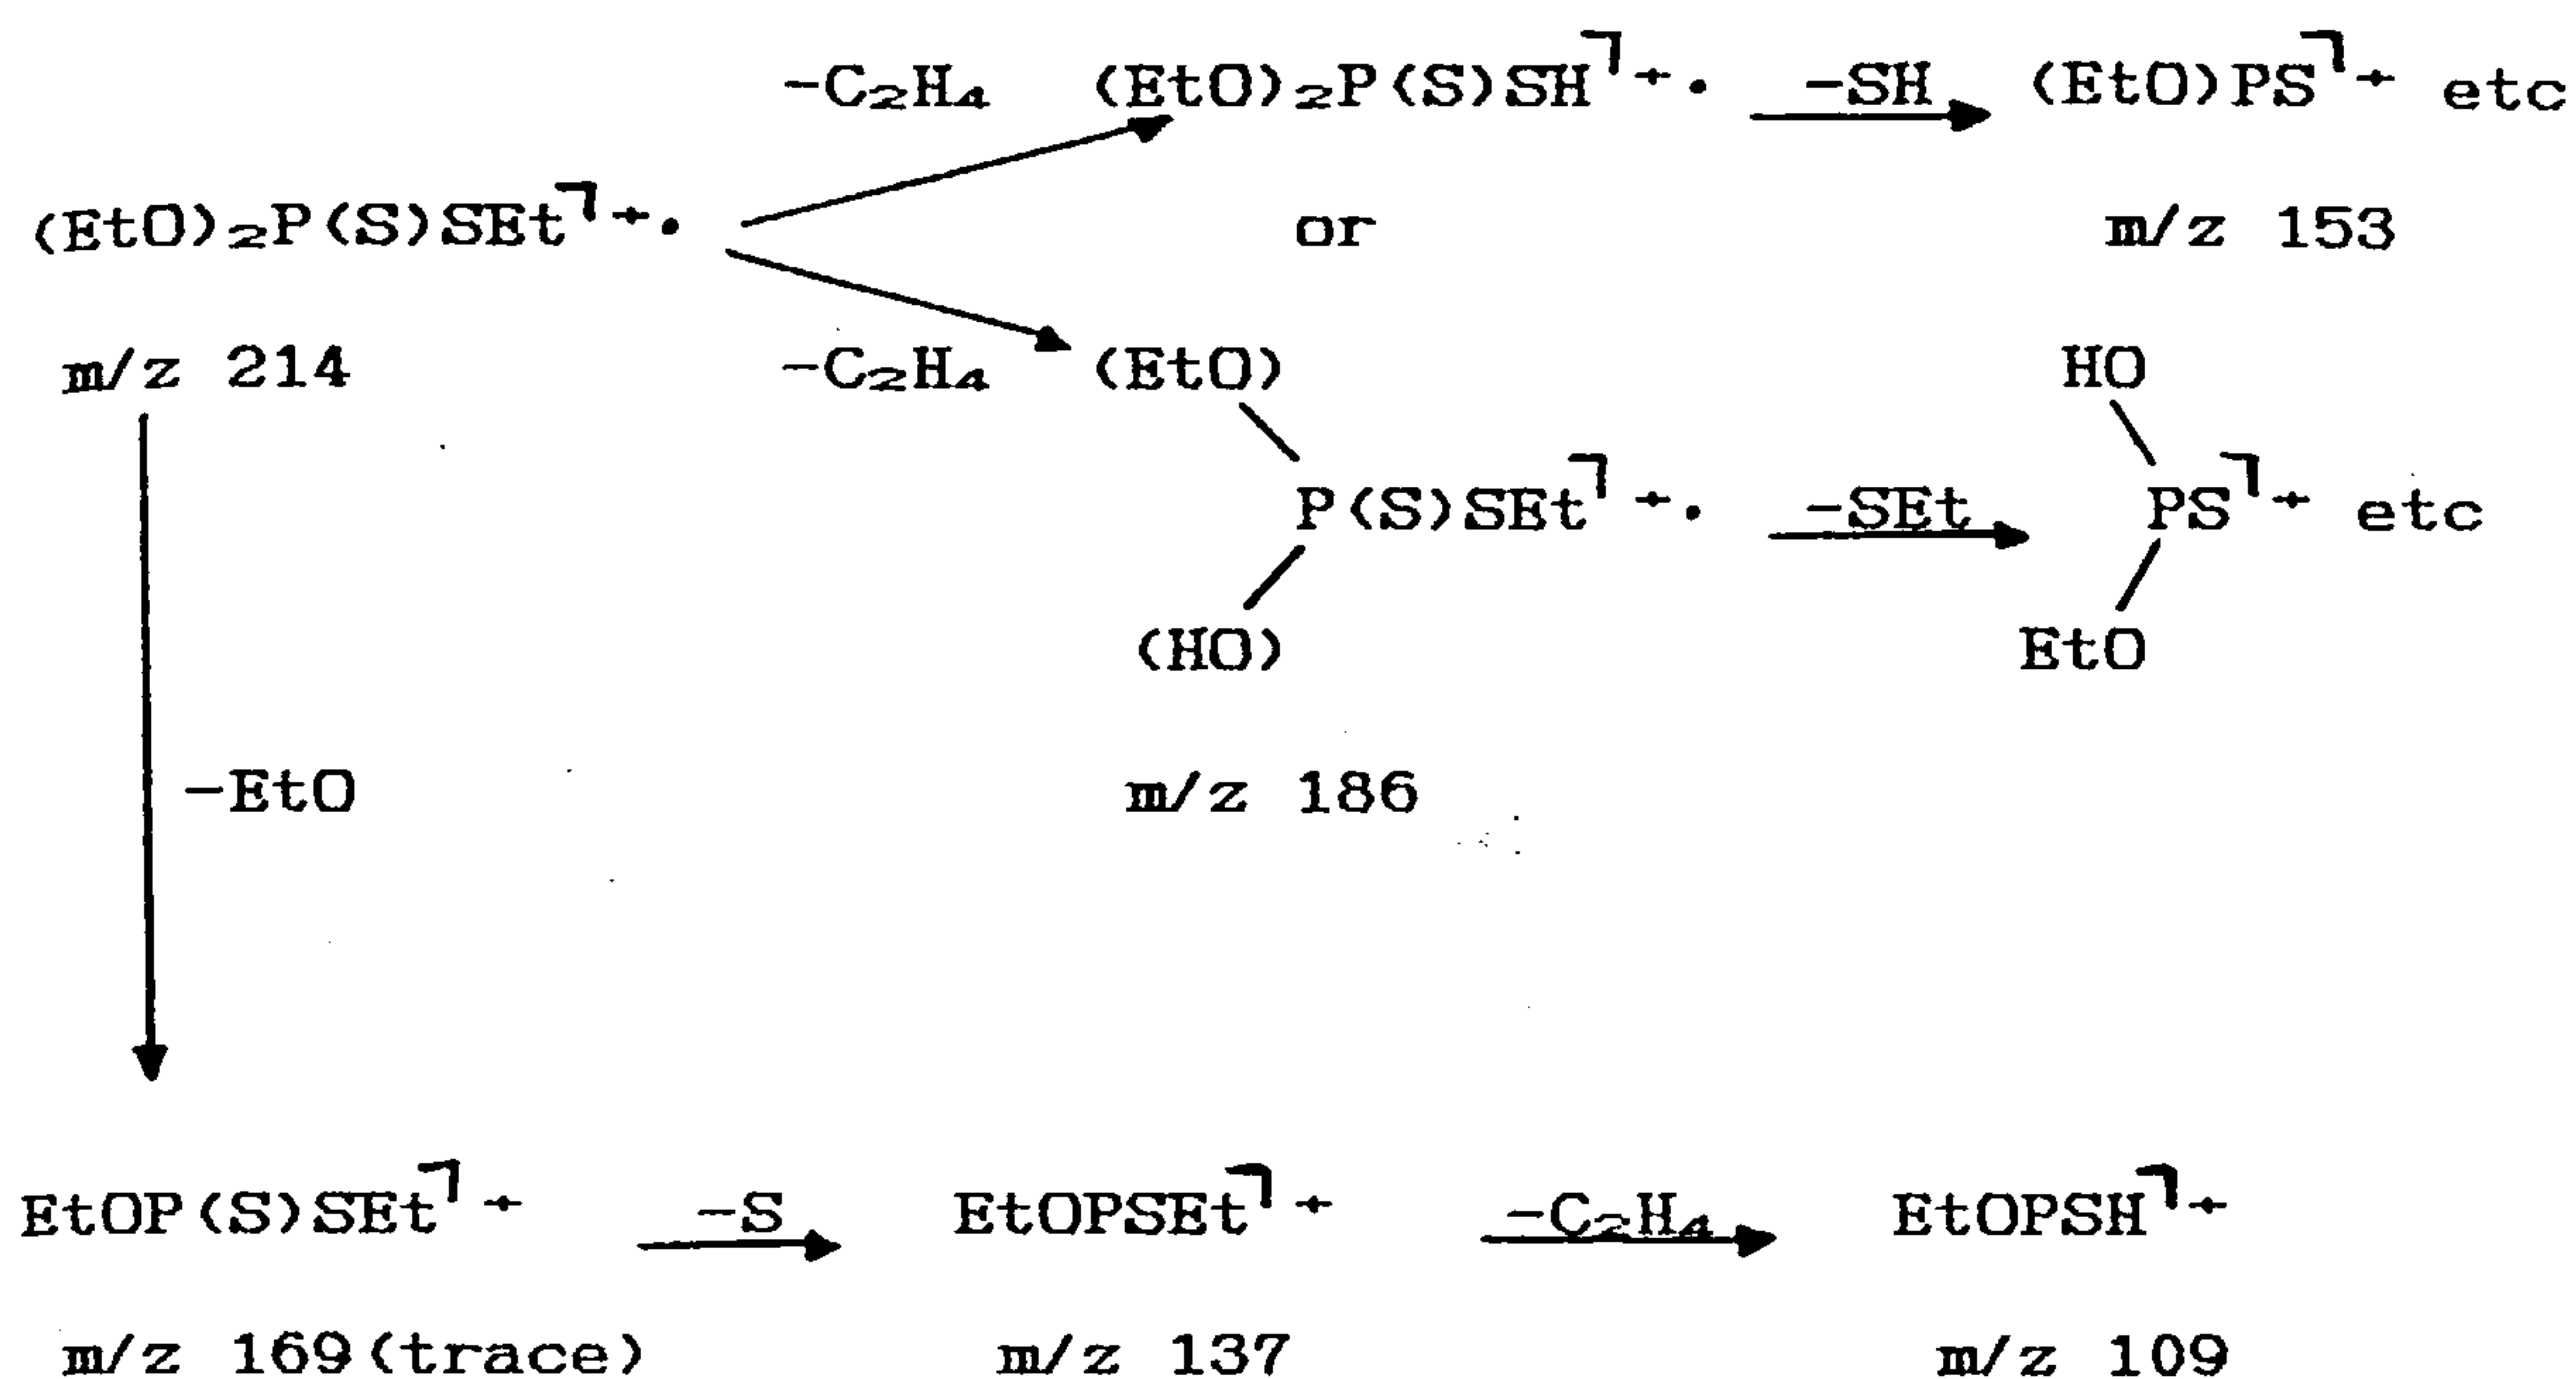 -C₂H₄ (EtO)₂P(S)SH⌝+• -SH (EtO)PS⌝+ etc
(EtO)₂P(S)SEt⌝+• or m/z 153
m/z 214 -C₂H₄ (EtO) HO
P(S)SEt⌝+• -SEt PS⌝+ etc
(HO) EtO
-EtO m/z 186
EtOP(S)SEt⌝+ -S EtOPSEt⌝+ -C₂H₄ EtOPSH⌝+
m/z 169(trace) m/z 137 m/z 109